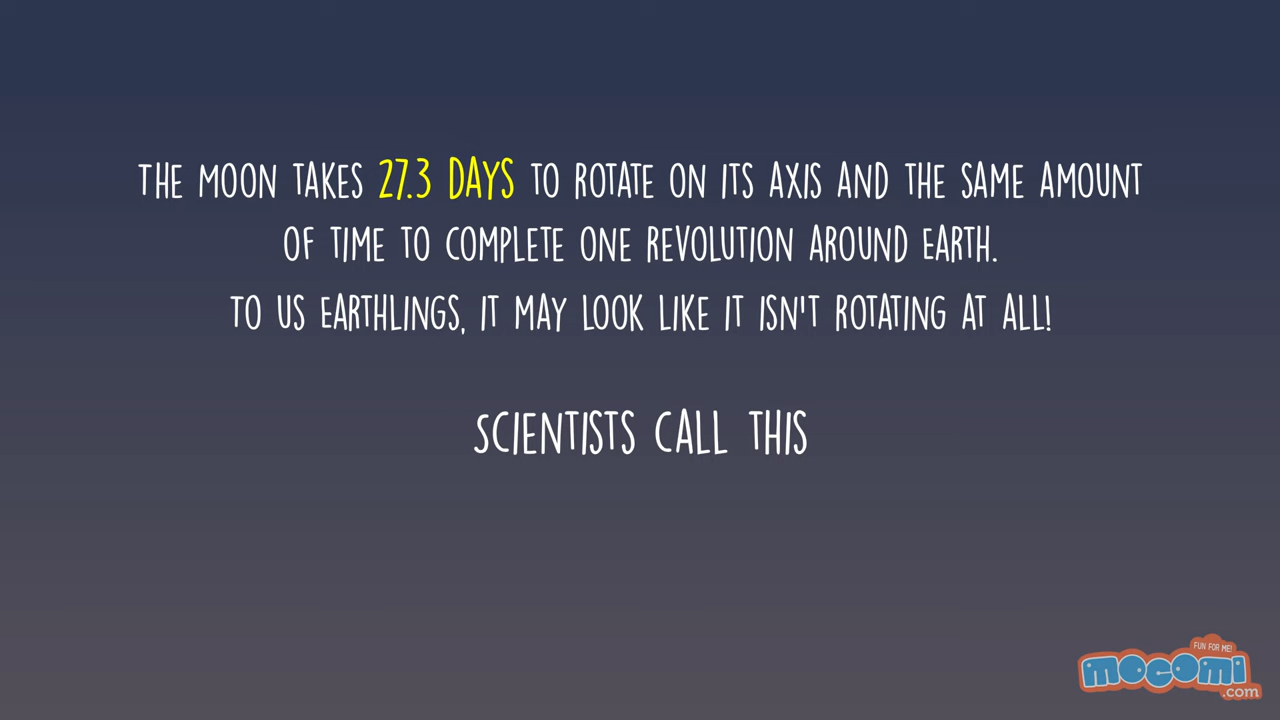 THE MOON TAKES 27.3 DAYS TO ROTATE ON ITS AXIS AND THE SAME AMOUNT
OF TIME TO COMPLETE ONE REVOLUTION AROUND EARTH.
TO US EARTHLINGS, IT MAY LOOK LIKE IT ISN'T ROTATING AT ALL!
SCIENTISTS CALL THIS
FUN FOR ME!
mocomi
.com